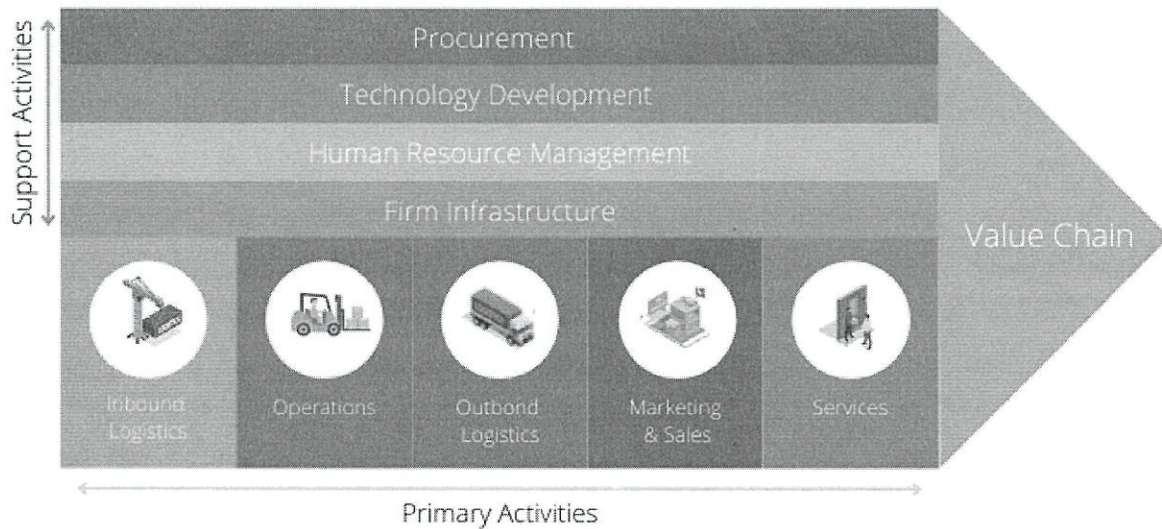 Support Activities
Procurement
Technology Development
Human Resource Management
Firm Infrastructure
Value Chain
Inbound
Logistics
Operations
Outbond
Logistics
Marketing
& Sales
Services
Primary Activities